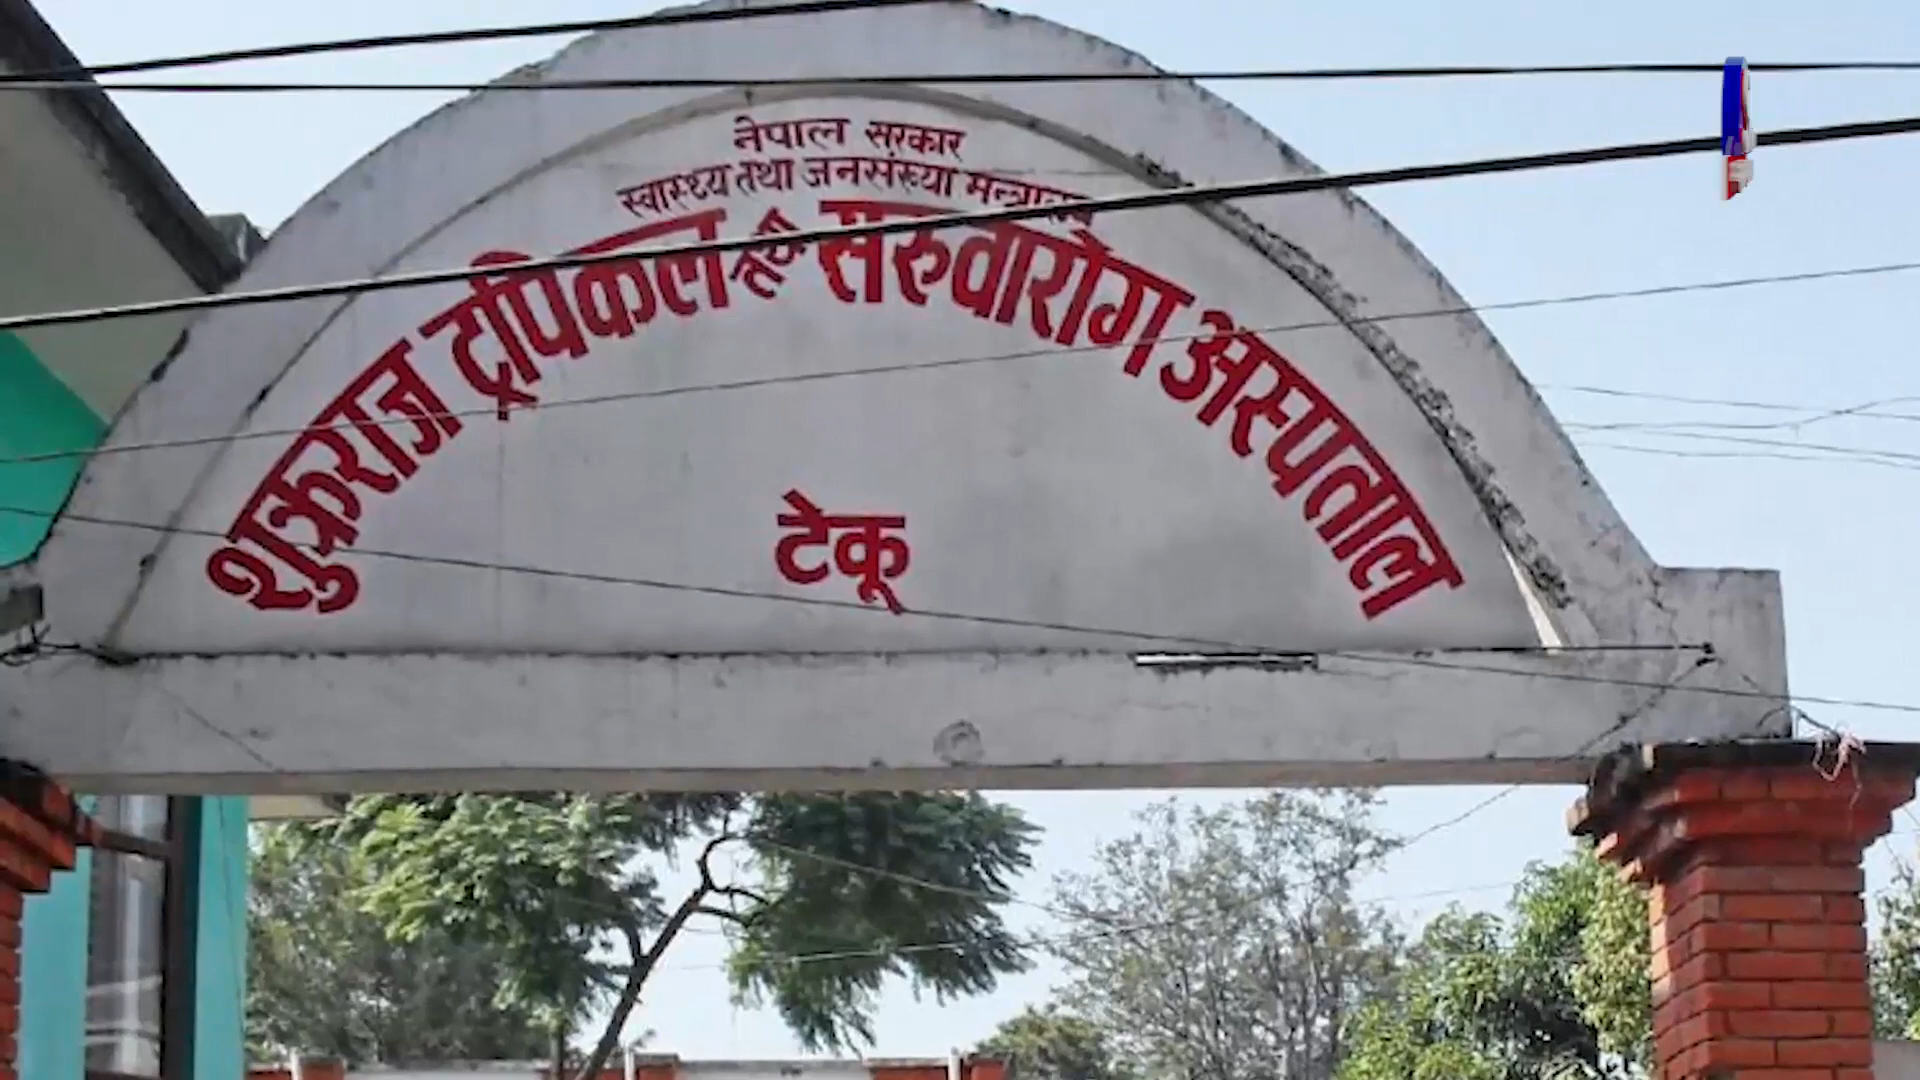 नेपाल सरकार
स्वास्थ्य तथा जनसंख्या मन्त्रालय
शुक्रराज ट्रपिकल तथा सरुवारोग अस्पताल
टेकू